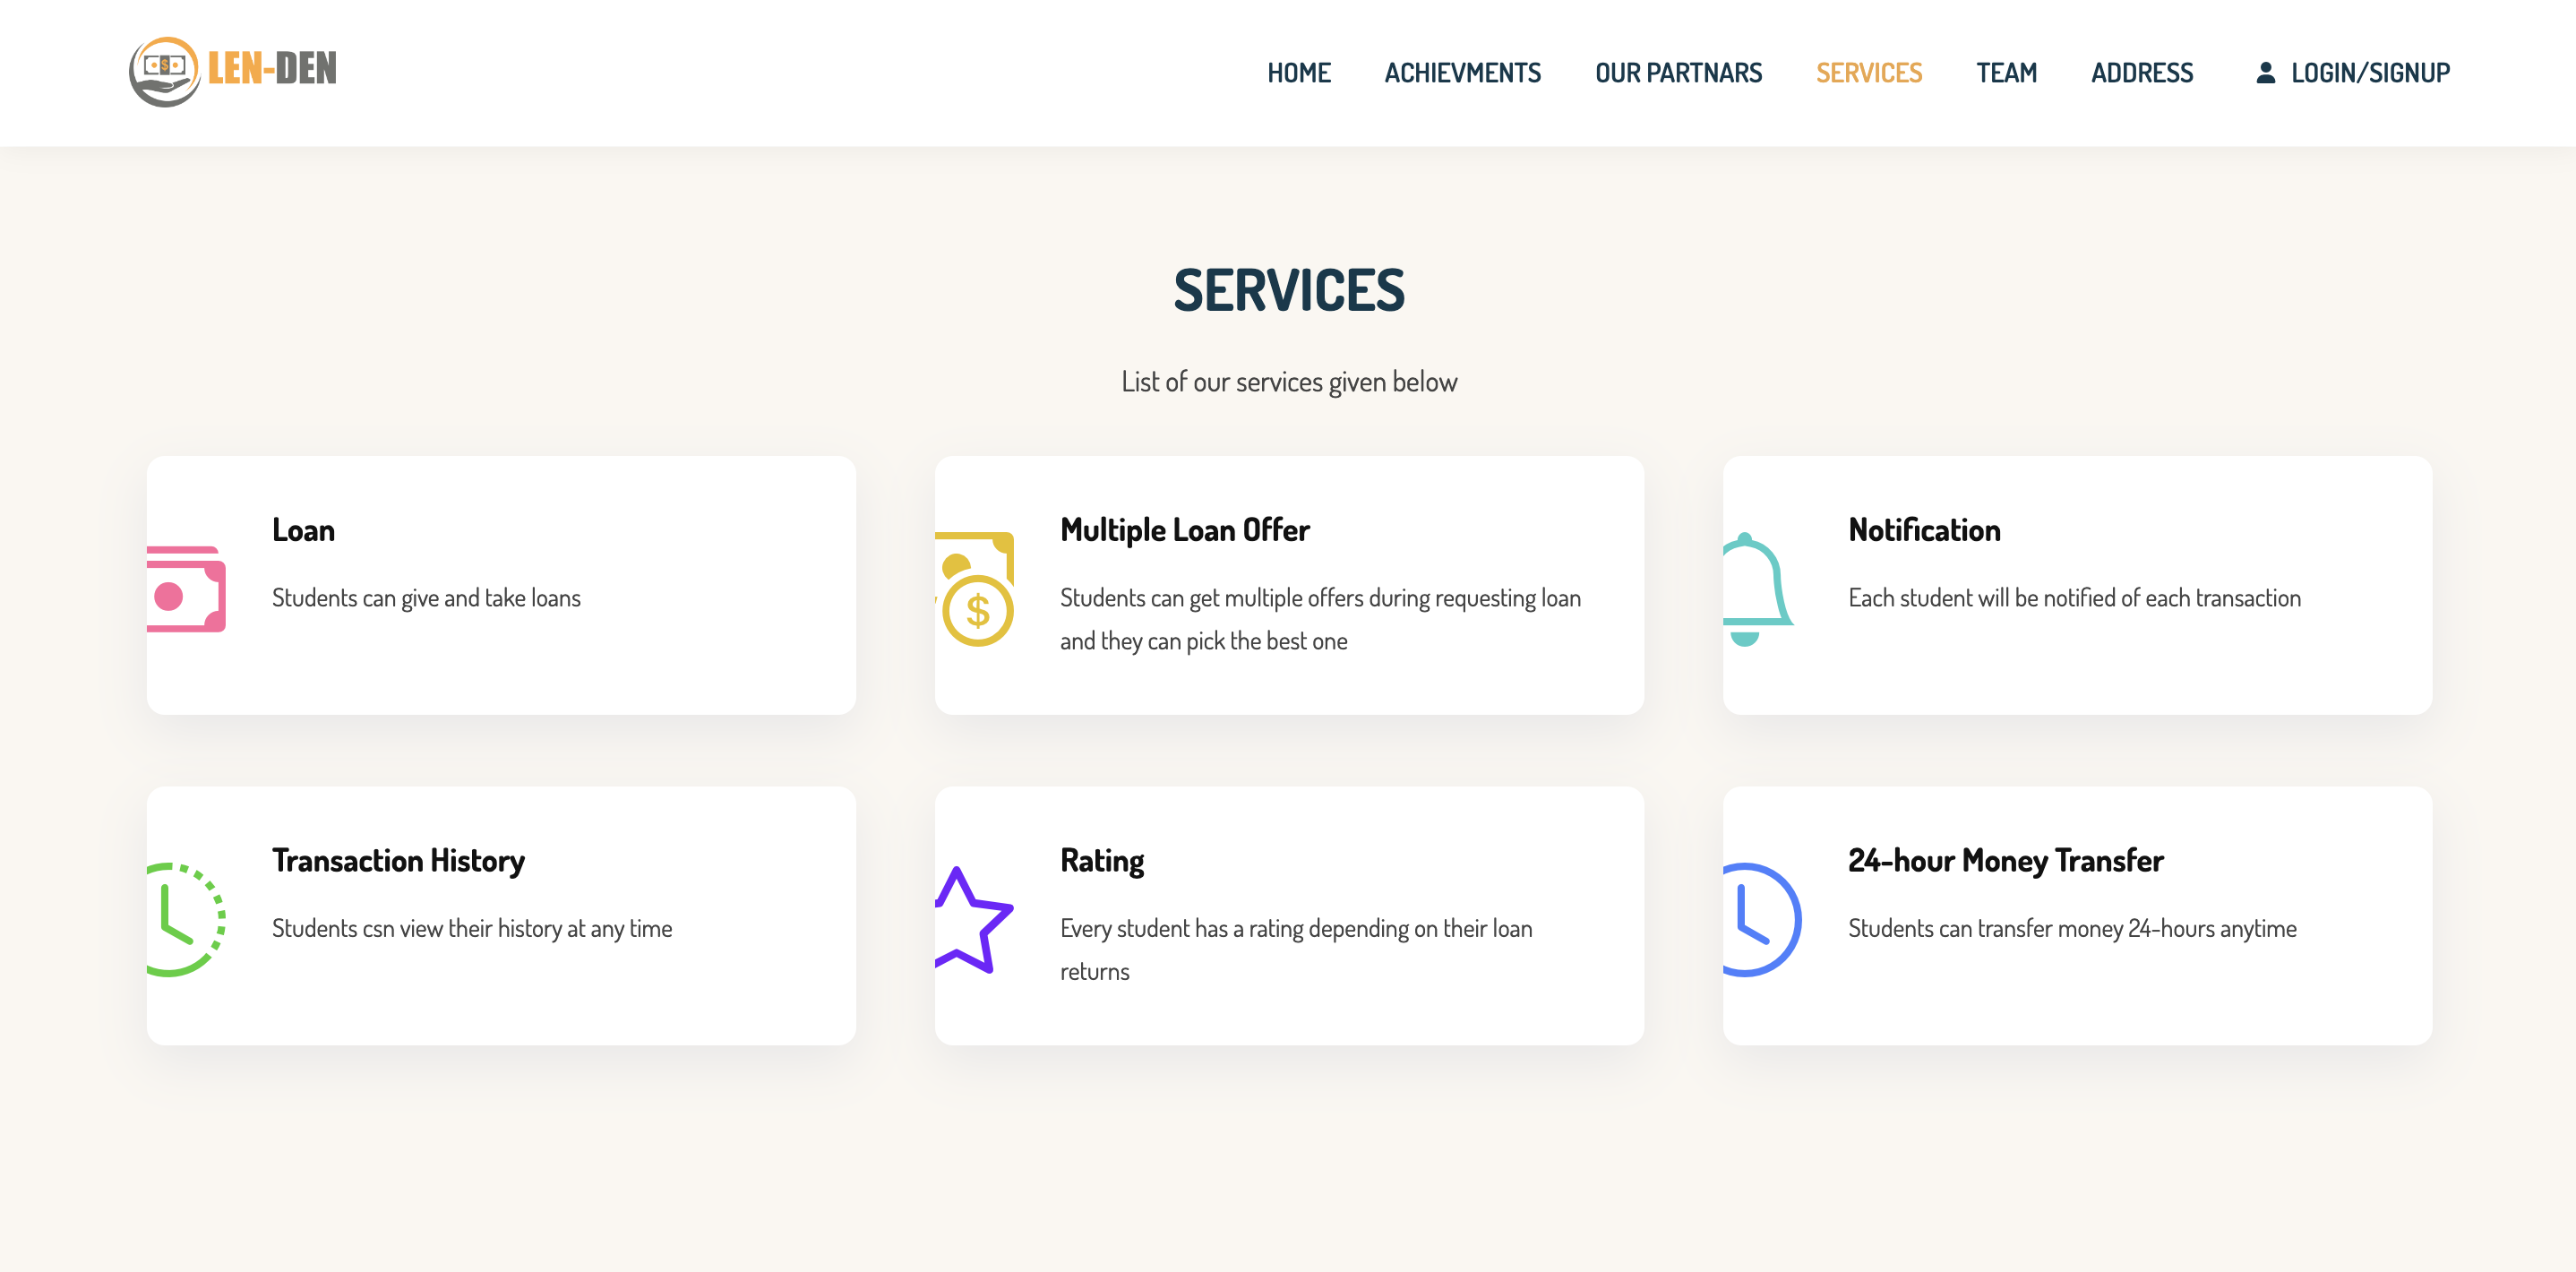 LEN-DEN
HOME ACHIEVMENTS OUR PARTNARS SERVICES TEAM ADDRESS LOGIN/SIGNUP
SERVICES
List of our services given below
Loan
Students can give and take loans
Multiple Loan Offer
$
Students can get multiple offers during requesting loan
and they can pick the best one
Notification
Each student will be notified of each transaction
Transaction History
Students csn view their history at any time
Rating
Every student has a rating depending on their loan
returns
24-hour Money Transfer
Students can transfer money 24-hours anytime